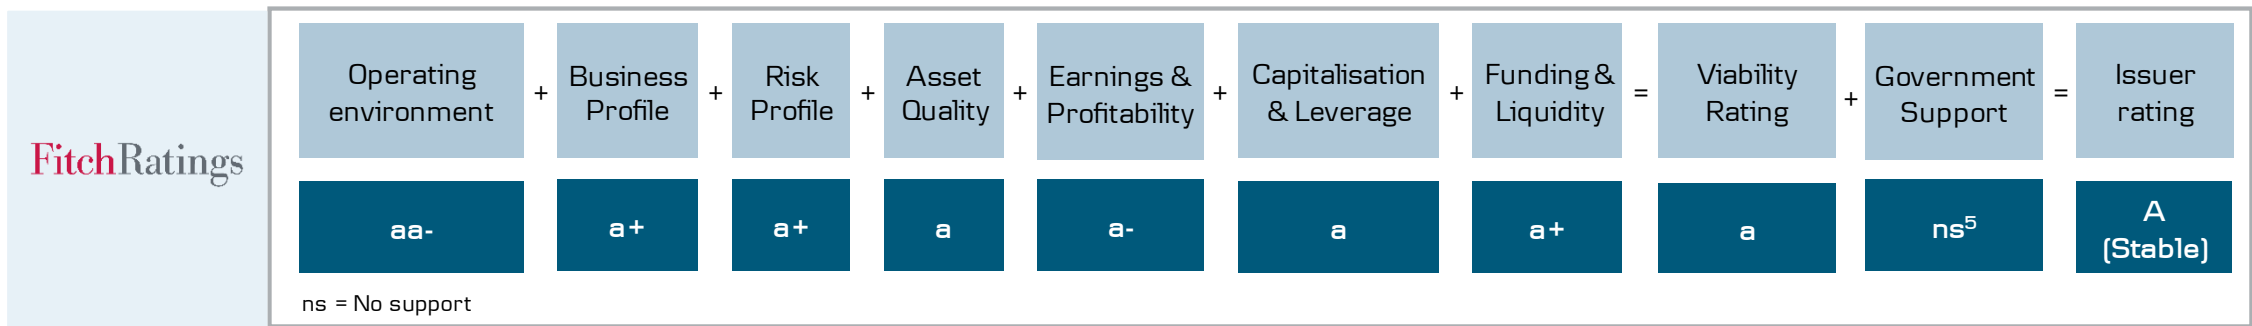 FitchRatings
Operating
environment
+
Business
Profile
+
Risk
Profile
+
Asset
Quality
+
Earnings &
Profitability
+
Capitalisation
& Leverage
+
Funding &
Liquidity
=
Viability
Rating
+
Government
Support
=
Issuer
rating
aa-
a+
a+
a
a-
a
a+
a
ns⁵
A
(Stable)
ns = No support